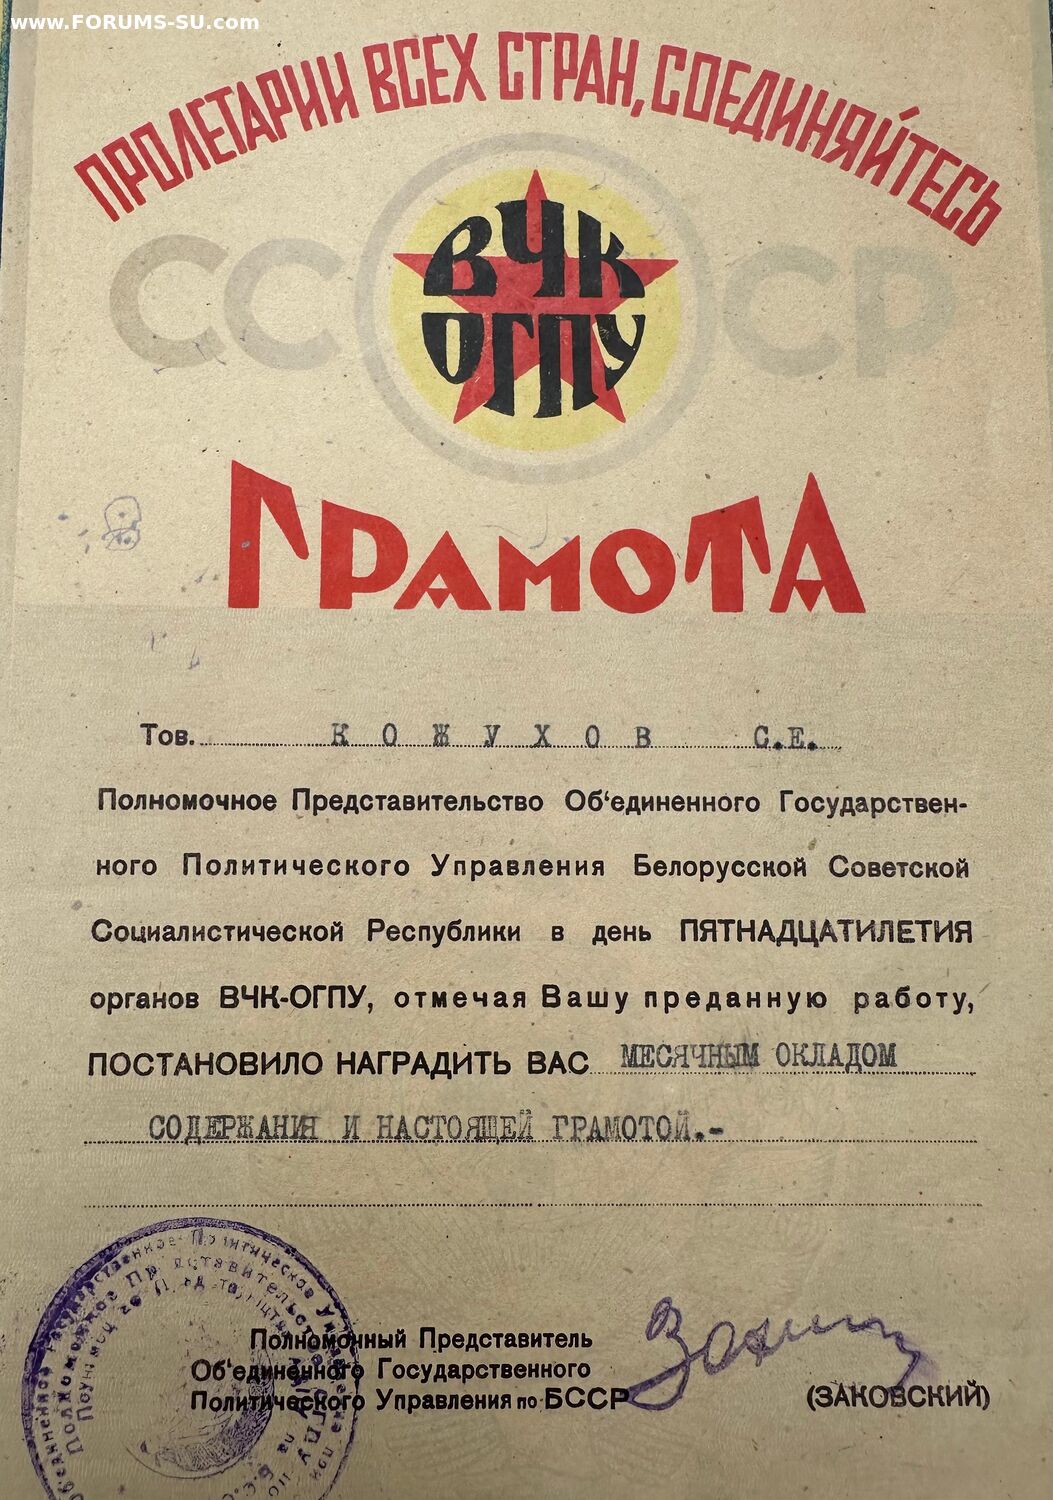 www.FORUMS-SU.com
ПРОЛЕТАРИИ ВСЕХ СТРАН, СОЕДИНЯЙТЕСЬ
СССР
ВЧК
ОГПУ
ГРАМОТА
Тов. КОЖУХОВ С.Е.
Полномочное Представительство Об‘единенного Государствен-
ного Политического Управления Белорусской Советской
Социалистической Республики в день ПЯТНАДЦАТИЛЕТИЯ
органов ВЧК-ОГПУ, отмечая Вашу преданную работу,
ПОСТАНОВИЛО НАГРАДИТЬ ВАС МЕСЯЧНЫМ ОКЛАДОМ
СОДЕРЖАНИЯ И НАСТОЯЩЕЙ ГРАМОТОЙ.-
Полномочный Представитель
Об‘единенного Государственного
Политического Управления по БССР
(ЗАКОВСКИЙ)